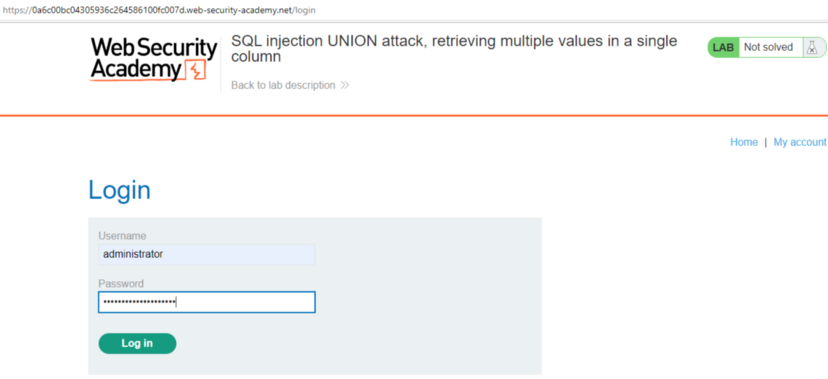 https://0a6c00bc04305936c264586100fc007d.web-security-academy.net/login
Web Security
Academy
SQL injection UNION attack, retrieving multiple values in a single
column
Back to lab description >>
LAB Not solved
Home | My account
Login
Username
administrator
Password
••••••••••••••••••••
Log in